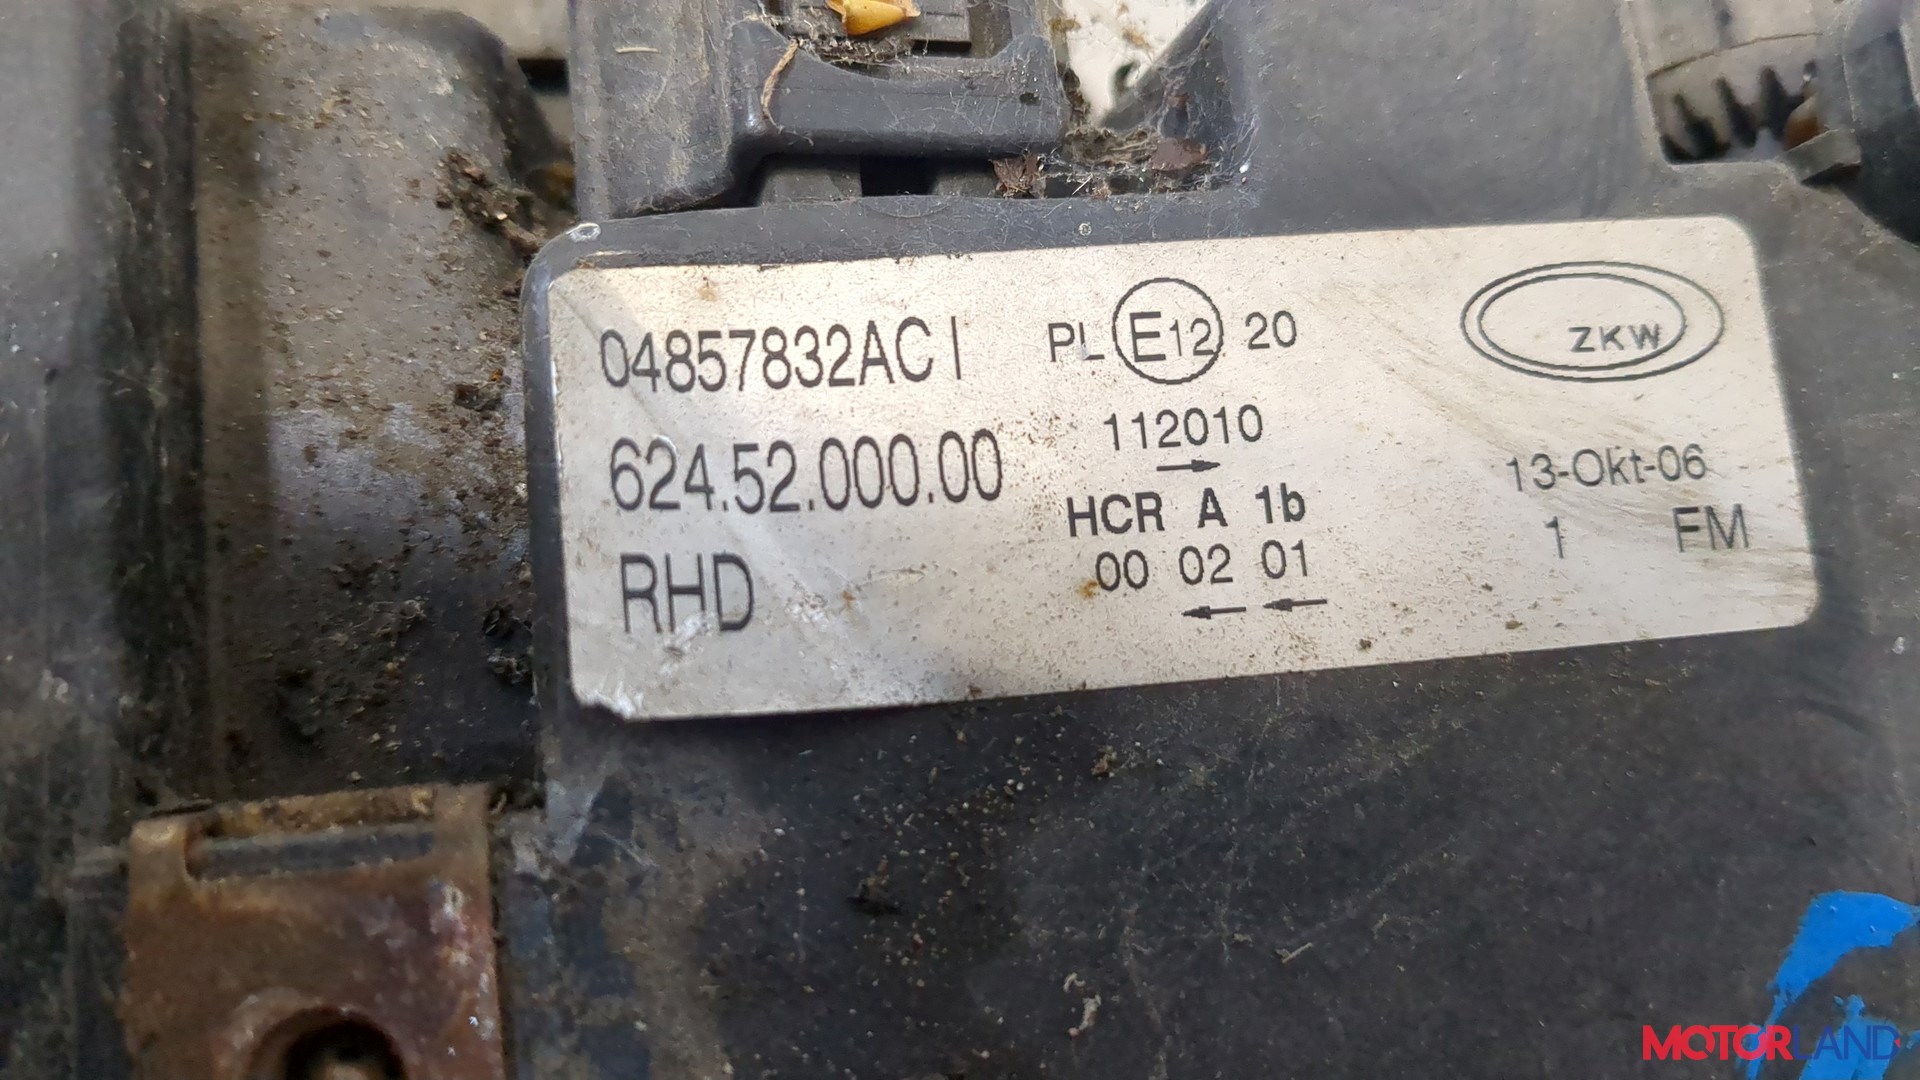 04857832AC I
624.52.000.00
RHD
PL E12 20
112010
→
HCR A 1b
00 02 01
← ←
ZKW
13-Okt-06
1 FM
MOTORLAND